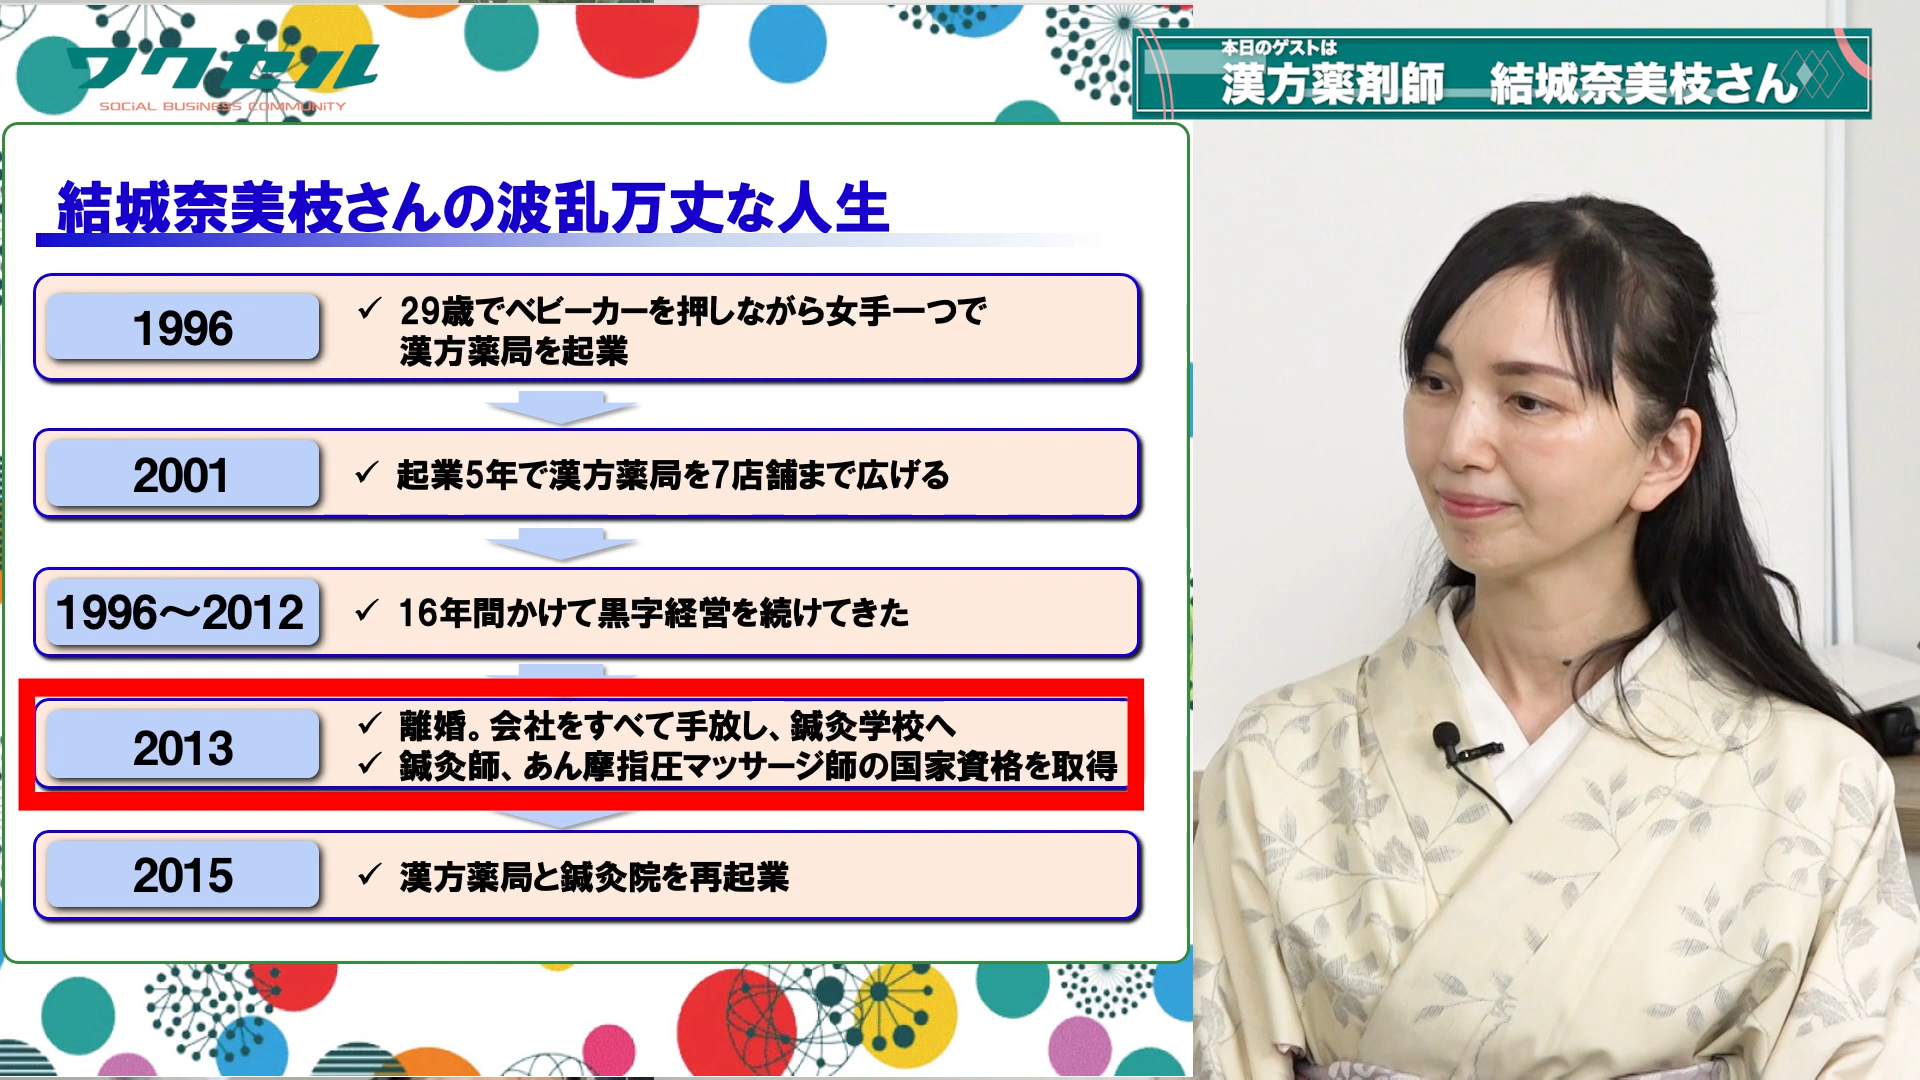 ワクセル
SOCIAL BUSINESS COMMUNITY
本日のゲストは
漢方薬剤師　結城奈美枝さん
結城奈美枝さんの波乱万丈な人生
1996
✓ 29歳でベビーカーを押しながら女手一つで
漢方薬局を起業
2001
✓ 起業5年で漢方薬局を7店舗まで広げる
1996～2012
✓ 16年間かけて黒字経営を続けてきた
2013
✓ 離婚。会社をすべて手放し、鍼灸学校へ
✓ 鍼灸師、あん摩指圧マッサージ師の国家資格を取得
2015
✓ 漢方薬局と鍼灸院を再起業